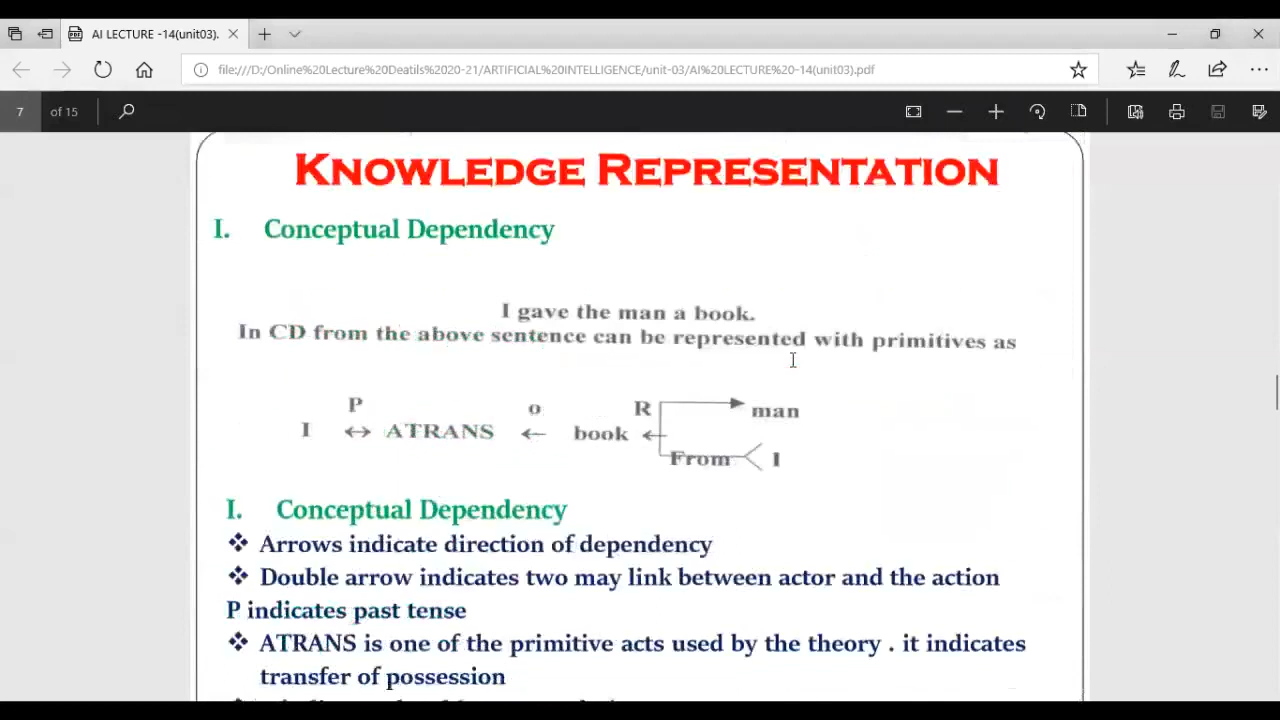 AI LECTURE -14(unit03).
file:///D:/Online%20Lecture%20Deatils%2020-21/ARTIFICIAL%20INTELLIGENCE/unit-03/AI%20LECTURE%20-14(unit03).pdf
7 of 15
KNOWLEDGE REPRESENTATION
I. Conceptual Dependency
I gave the man a book.
In CD from the above sentence can be represented with primitives as
P o R man
I ↔ ATRANS ← book ←
From I
I. Conceptual Dependency
❖ Arrows indicate direction of dependency
❖ Double arrow indicates two may link between actor and the action
P indicates past tense
❖ ATRANS is one of the primitive acts used by the theory . it indicates
transfer of possession